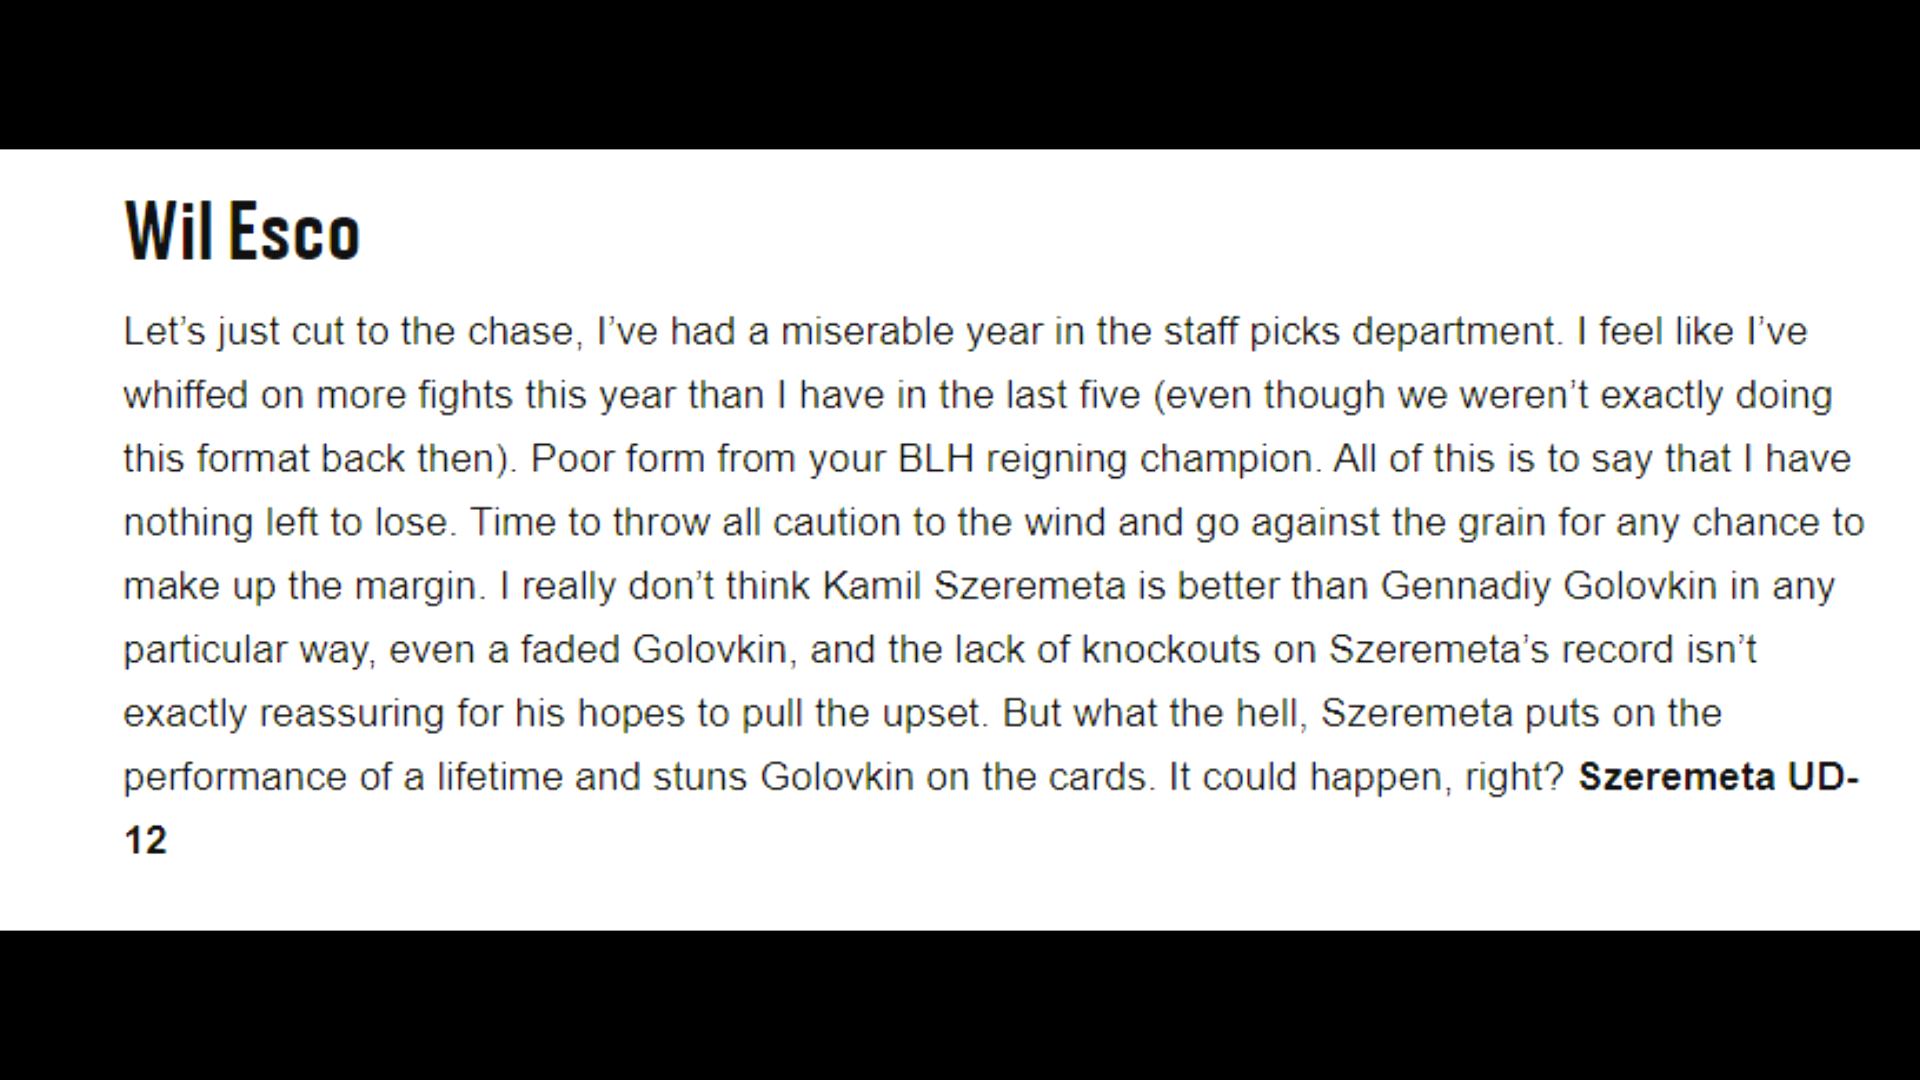 Wil Esco
Let’s just cut to the chase, I’ve had a miserable year in the staff picks department. I feel like I’ve
whiffed on more fights this year than I have in the last five (even though we weren’t exactly doing
this format back then). Poor form from your BLH reigning champion. All of this is to say that I have
nothing left to lose. Time to throw all caution to the wind and go against the grain for any chance to
make up the margin. I really don’t think Kamil Szeremeta is better than Gennadiy Golovkin in any
particular way, even a faded Golovkin, and the lack of knockouts on Szeremeta’s record isn’t
exactly reassuring for his hopes to pull the upset. But what the hell, Szeremeta puts on the
performance of a lifetime and stuns Golovkin on the cards. It could happen, right? Szeremeta UD-
12